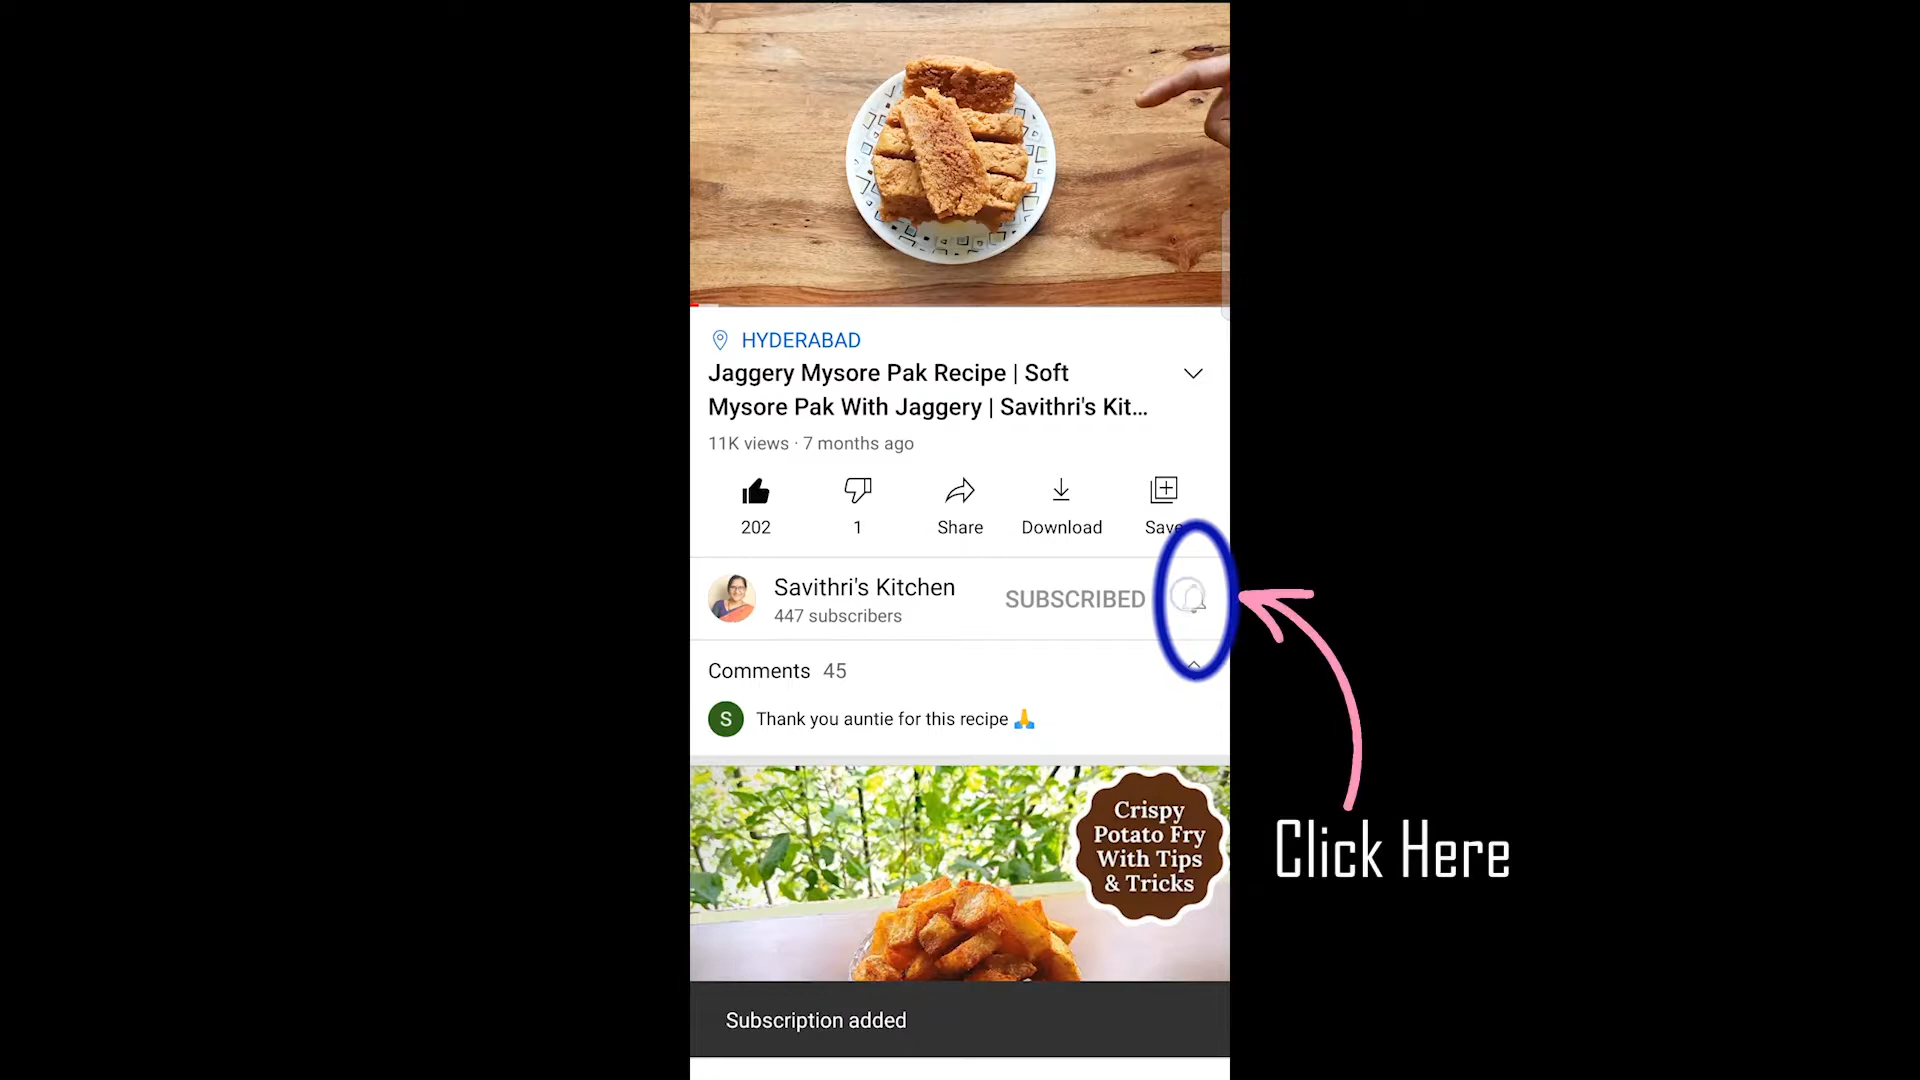 HYDERABAD
Jaggery Mysore Pak Recipe | Soft
Mysore Pak With Jaggery | Savithri's Kit...
11K views · 7 months ago
202
1
Share
Download
Save
Savithri's Kitchen
447 subscribers
SUBSCRIBED
Comments 45
S
Thank you auntie for this recipe 🙏
Crispy
Potato Fry
With Tips
& Tricks
Click Here
Subscription added